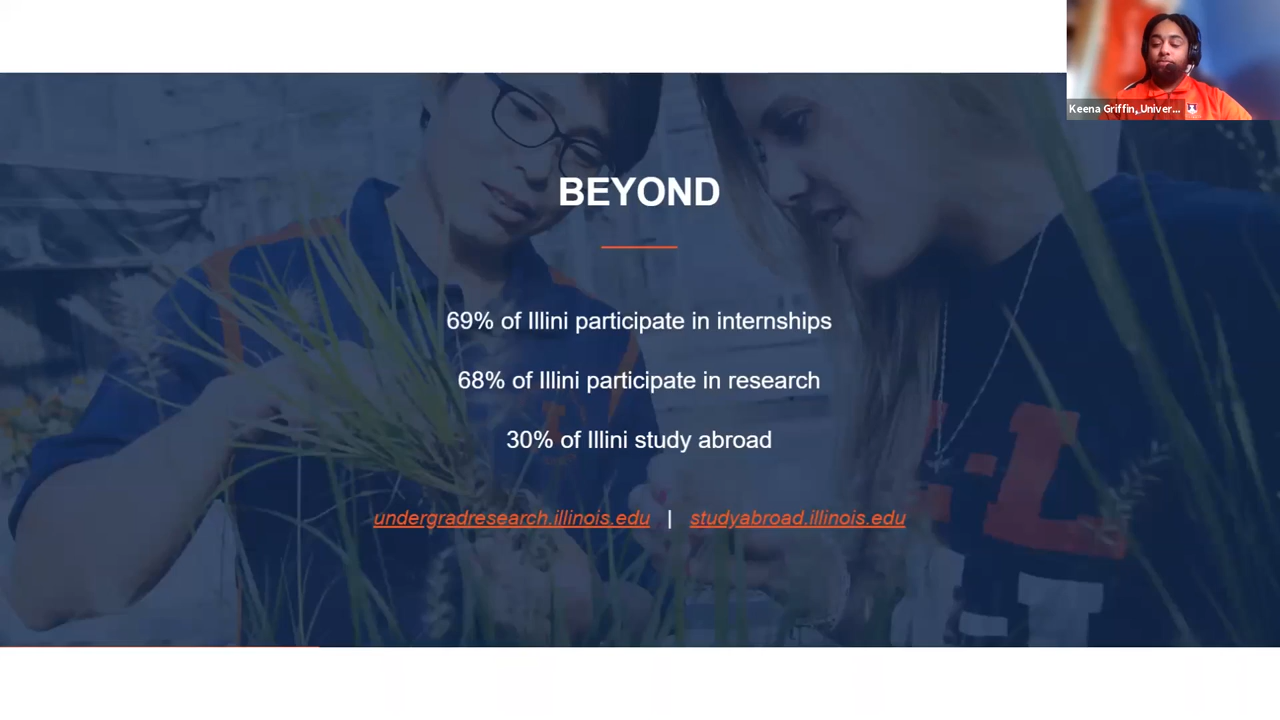 Keena Griffin, Univer...
BEYOND
69% of Illini participate in internships
68% of Illini participate in research
30% of Illini study abroad
undergradresearch.illinois.edu | studyabroad.illinois.edu